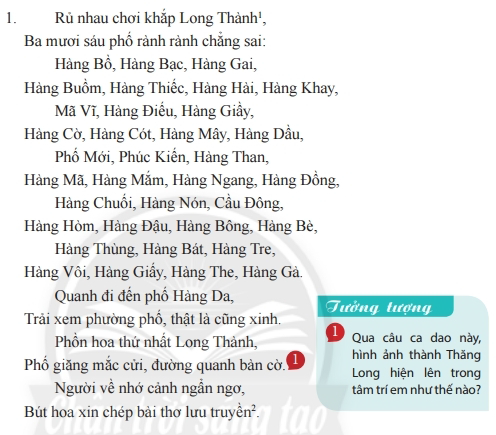 1. Rủ nhau chơi khắp Long Thành¹,
Ba mươi sáu phố rành rành chẳng sai:
Hàng Bồ, Hàng Bạc, Hàng Gai,
Hàng Buồm, Hàng Thiếc, Hàng Hài, Hàng Khay,
Mã Vĩ, Hàng Điếu, Hàng Giầy,
Hàng Cờ, Hàng Cót, Hàng Mây, Hàng Dầu,
Phố Mới, Phúc Kiến, Hàng Than,
Hàng Mã, Hàng Mắm, Hàng Ngang, Hàng Đồng,
Hàng Chuối, Hàng Nón, Cầu Đông,
Hàng Hòm, Hàng Đậu, Hàng Bông, Hàng Bè,
Hàng Thùng, Hàng Bát, Hàng Tre,
Hàng Vôi, Hàng Giấy, Hàng The, Hàng Gà.
Quanh đi đến phố Hàng Da,
Trải xem phường phố, thật là cũng xinh.
Phồn hoa thứ nhất Long Thành,
Phố giăng mắc cửi, đường quanh bàn cờ. 1
Người về nhớ cảnh ngẩn ngơ,
Bút hoa xin chép bài thơ lưu truyền².
Tưởng tượng
1 Qua câu ca dao này,
hình ảnh thành Thăng
Long hiện lên trong
tâm trí em như thế nào?
Chân trời sáng tạo